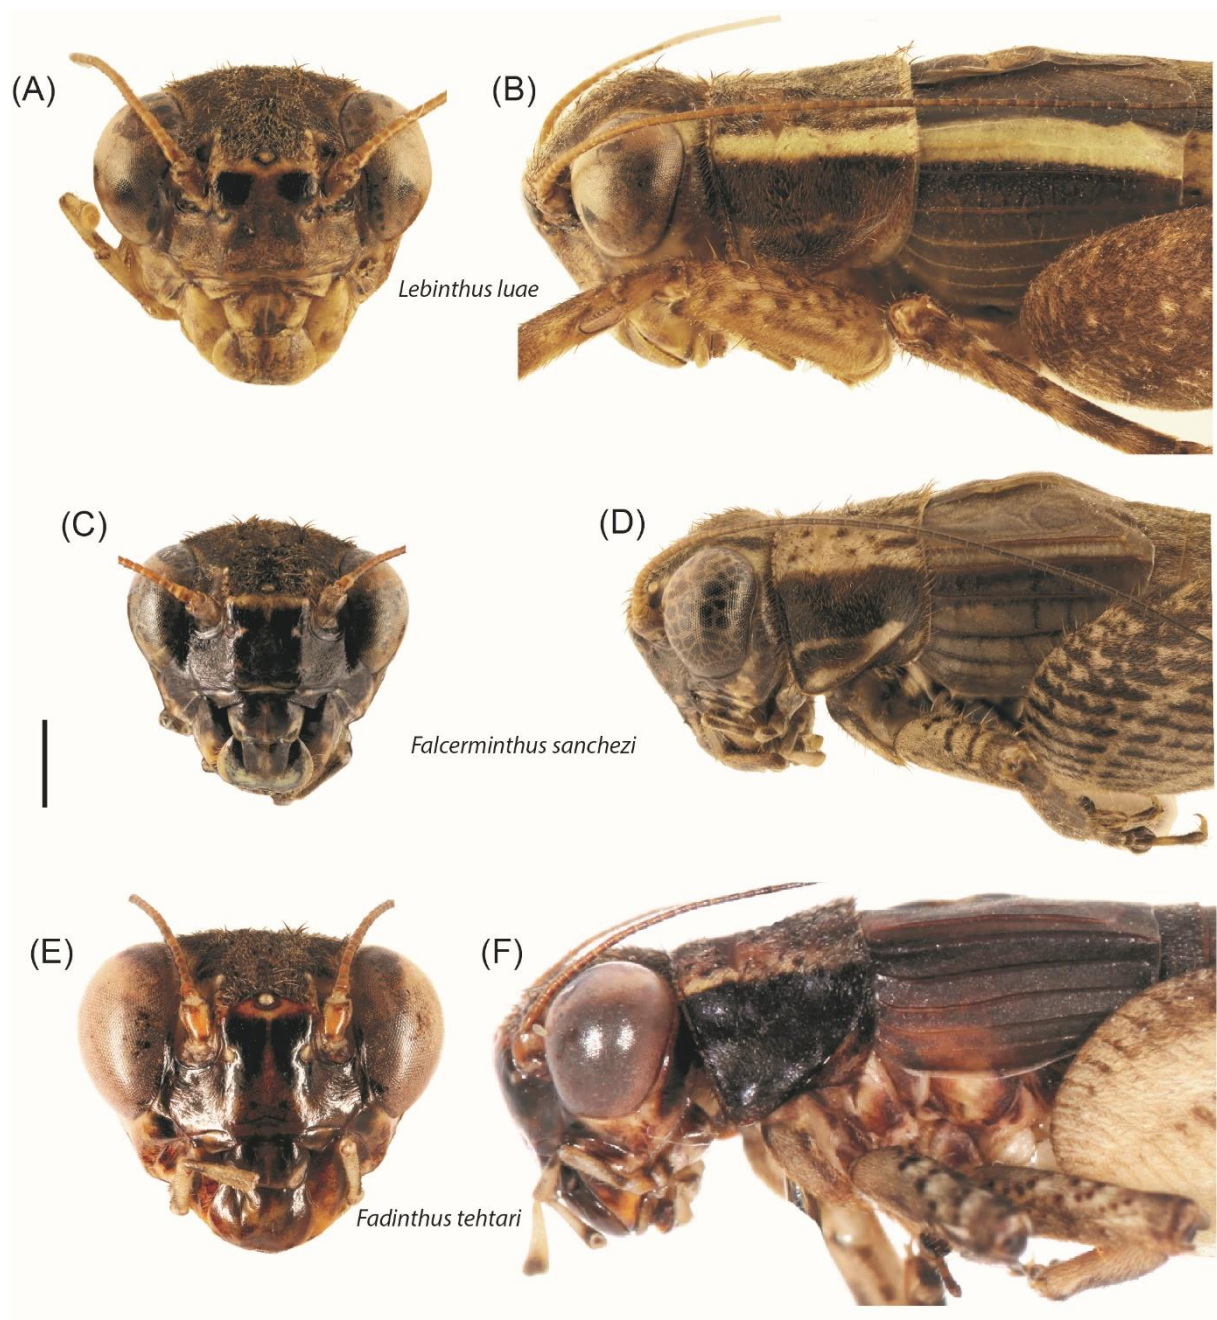 (A)
(B)
Lebinthus luae
(C)
(D)
Falcerminthus sanchezi
(E)
(F)
Fadinthus tehtari